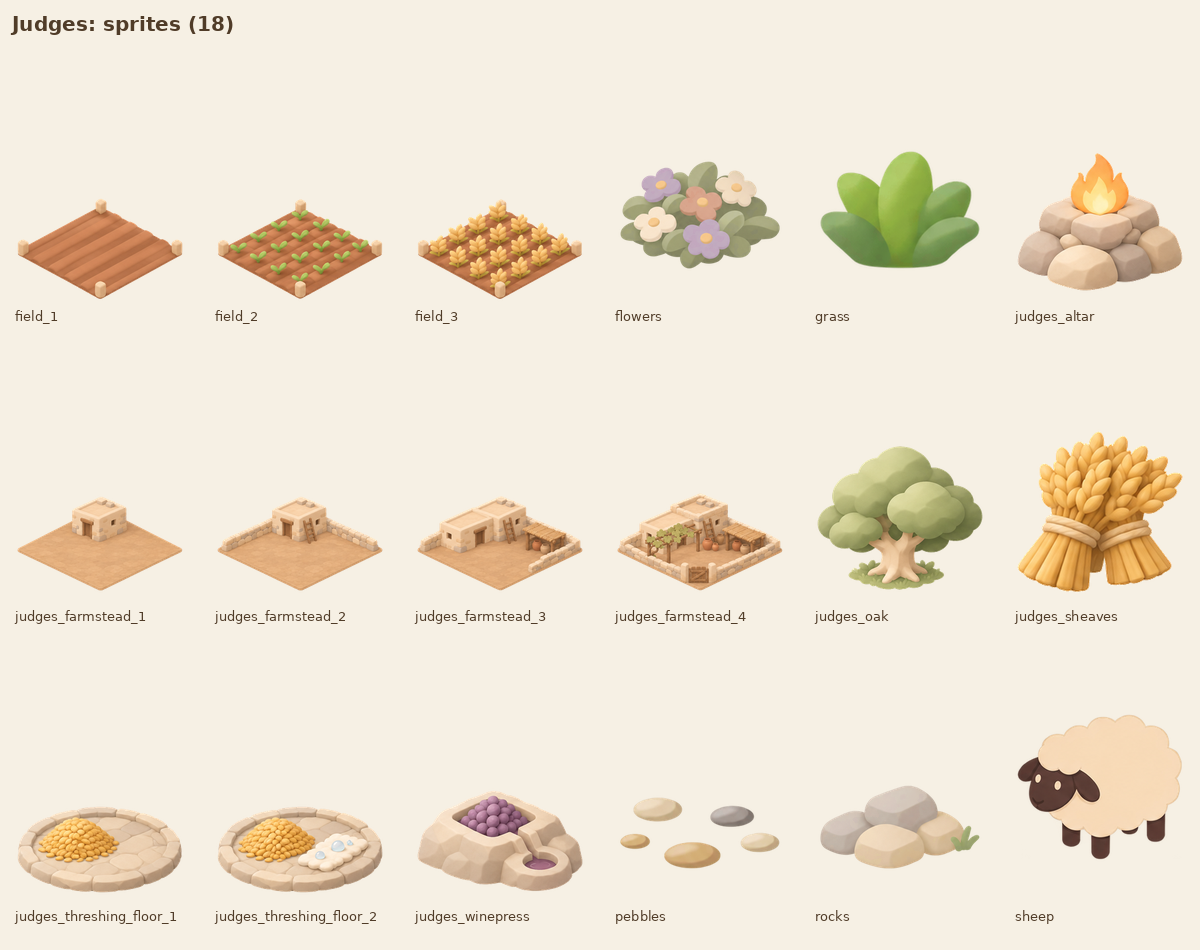 Judges: sprites (18)
field_1
field_2
field_3
flowers
grass
judges_altar
judges_farmstead_1
judges_farmstead_2
judges_farmstead_3
judges_farmstead_4
judges_oak
judges_sheaves
judges_threshing_floor_1
judges_threshing_floor_2
judges_winepress
pebbles
rocks
sheep